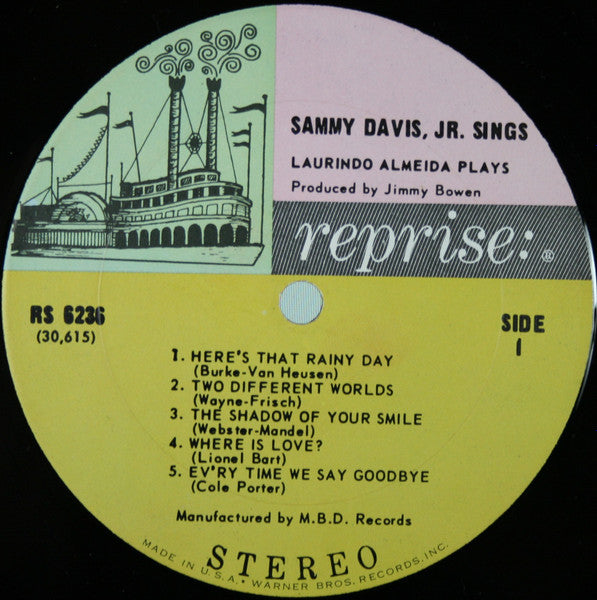 SAMMY DAVIS, JR. SINGS
LAURINDO ALMEIDA PLAYS
Produced by Jimmy Bowen
reprise:®
RS 6236
(30,615)
SIDE
1
1. HERE'S THAT RAINY DAY
(Burke-Van Heusen)
2. TWO DIFFERENT WORLDS
(Wayne-Frisch)
3. THE SHADOW OF YOUR SMILE
(Webster-Mandel)
4. WHERE IS LOVE?
(Lionel Bart)
5. EV'RY TIME WE SAY GOODBYE
(Cole Porter)
Manufactured by M.B.D. Records
STEREO
MADE IN U.S.A. • WARNER BROS. RECORDS, INC.